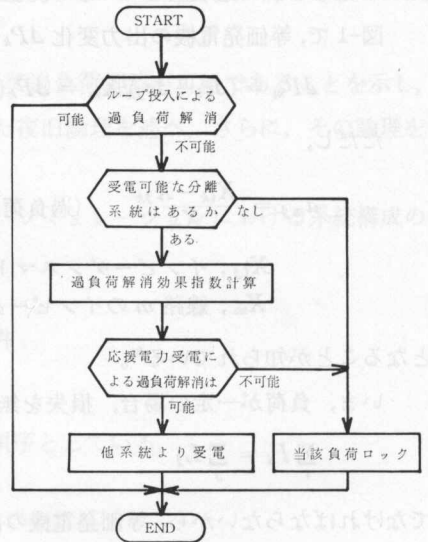 START
ループ投入による
過負荷解消
可能
不可能
受電可能な分離
系統はあるか
なし
ある
過負荷解消効果指数計算
応援電力受電に
よる過負荷解消は
不可能
可能
他系統より受電
当該負荷ロック
END